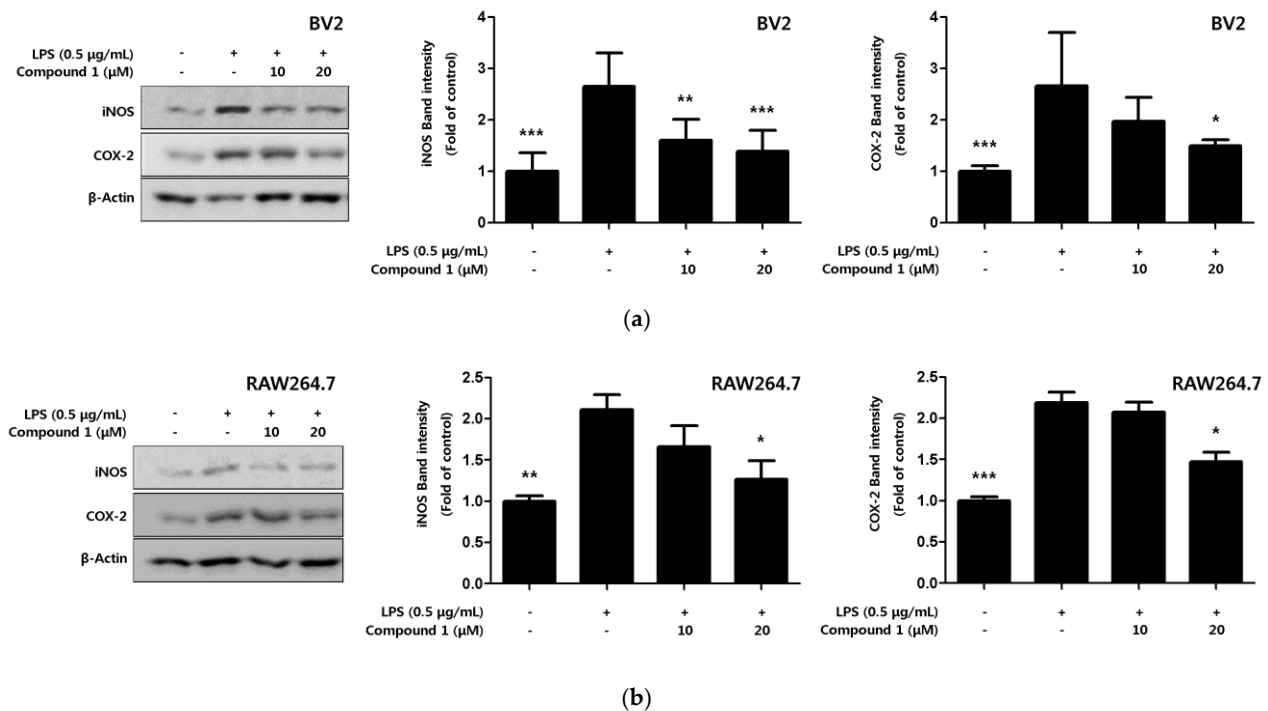 BV2
LPS (0.5 µg/mL) - + + +
Compound 1 (µM) - - 10 20
iNOS
COX-2
β-Actin
BV2
iNOS Band intensity
(Fold of control)
4
3
2
1
0
***
**
***
LPS (0.5 µg/mL) - + + +
Compound 1 (µM) - - 10 20
BV2
COX-2 Band intensity
(Fold of control)
4
3
2
1
0
***
*
LPS (0.5 µg/mL) - + + +
Compound 1 (µM) - - 10 20
(a)
RAW264.7
LPS (0.5 µg/mL) - + + +
Compound 1 (µM) - - 10 20
iNOS
COX-2
β-Actin
RAW264.7
iNOS Band intensity
(Fold of control)
2.5
2.0
1.5
1.0
0.5
0.0
**
*
LPS (0.5 µg/mL) - + + +
Compound 1 (µM) - - 10 20
RAW264.7
COX-2 Band intensity
(Fold of control)
2.5
2.0
1.5
1.0
0.5
0.0
***
*
LPS (0.5 µg/mL) - + + +
Compound 1 (µM) - - 10 20
(b)